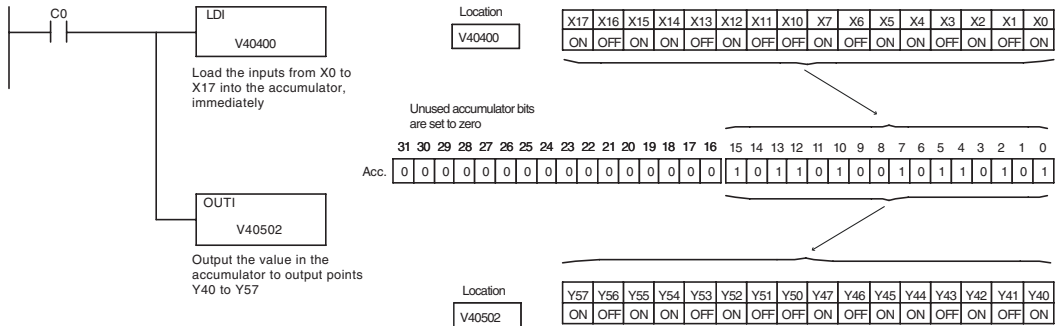 C0
LDI
V40400
Load the inputs from X0 to
X17 into the accumulator,
immediately
Location
V40400
X17 X16 X15 X14 X13 X12 X11 X10 X7 X6 X5 X4 X3 X2 X1 X0
ON OFF ON ON OFF ON OFF OFF ON OFF ON ON OFF ON OFF ON
Unused accumulator bits
are set to zero
31 30 29 28 27 26 25 24 23 22 21 20 19 18 17 16 15 14 13 12 11 10 9 8 7 6 5 4 3 2 1 0
Acc. 0 0 0 0 0 0 0 0 0 0 0 0 0 0 0 0 1 0 1 1 0 1 0 0 1 0 1 1 0 1 0 1
OUTI
V40502
Output the value in the
accumulator to output points
Y40 to Y57
Location
V40502
Y57 Y56 Y55 Y54 Y53 Y52 Y51 Y50 Y47 Y46 Y45 Y44 Y43 Y42 Y41 Y40
ON OFF ON ON OFF ON OFF OFF ON OFF ON ON OFF ON OFF ON